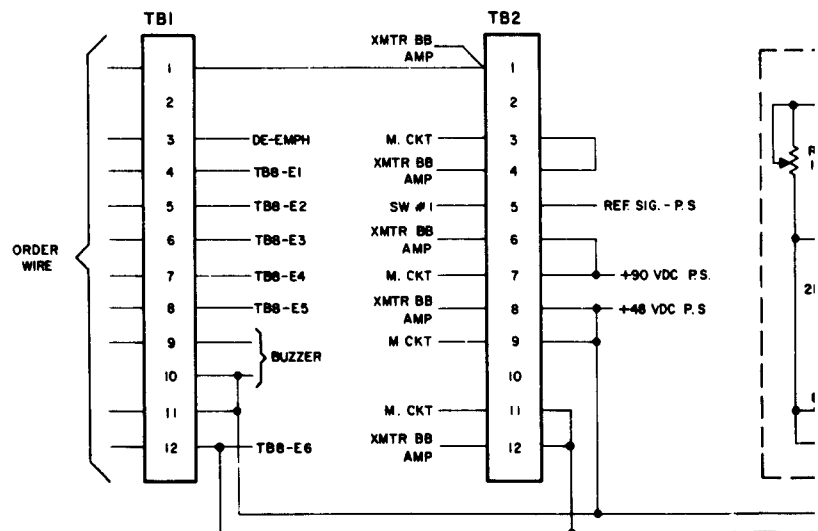 TB1
TB2
ORDER
WIRE
1
2
3
4
5
6
7
8
9
10
11
12
DE-EMPH
TB8-E1
TB8-E2
TB8-E3
TB8-E4
TB8-E5
BUZZER
TB8-E6
XMTR BB
AMP
M. CKT
XMTR BB
AMP
SW #1
XMTR BB
AMP
M. CKT
XMTR BB
AMP
M CKT
M. CKT
XMTR BB
AMP
1
2
3
4
5
6
7
8
9
10
11
12
REF. SIG. - P.S
+90 VDC P.S.
+48 VDC P.S